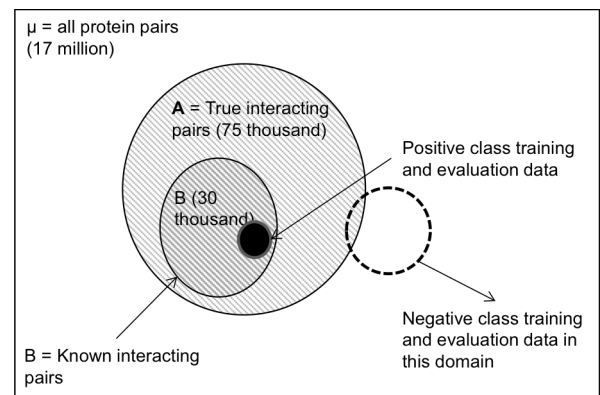 μ = all protein pairs
(17 million)
A = True interacting
pairs (75 thousand)
Positive class training
and evaluation data
B (30
thousand)
Negative class training
and evaluation data in
this domain
B = Known interacting
pairs